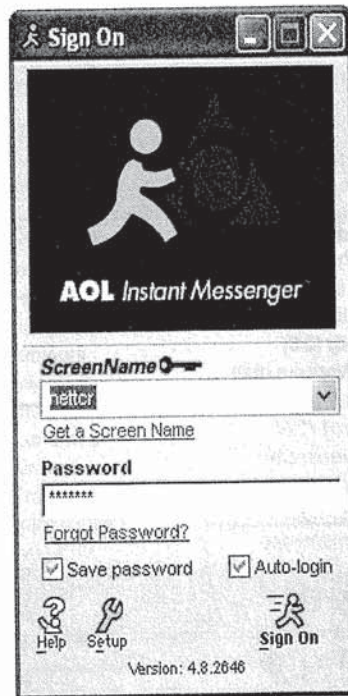 Sign On
AOL Instant Messenger
ScreenName
nettcr
Get a Screen Name
Password
*******
Forgot Password?
Save password Auto-login
Help Setup Sign On
Version: 4.8.2646